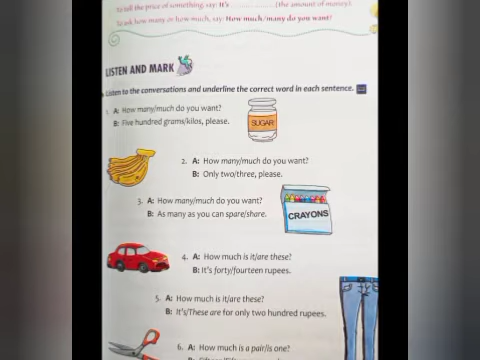 To tell the price of something, say: It's .................. (the amount of money).
To ask how many or how much, say: How much/many do you want?
LISTEN AND MARK
Listen to the conversations and underline the correct word in each sentence.
1. A: How many/much do you want?
B: Five hundred grams/kilos, please.
SUGAR
2. A: How many/much do you want?
B: Only two/three, please.
3. A: How many/much do you want?
B: As many as you can spare/share.
CRAYONS
4. A: How much is it/are these?
B: It's forty/fourteen rupees.
5. A: How much is it/are these?
B: It's/These are for only two hundred rupees.
6. A: How much is a pair/is one?